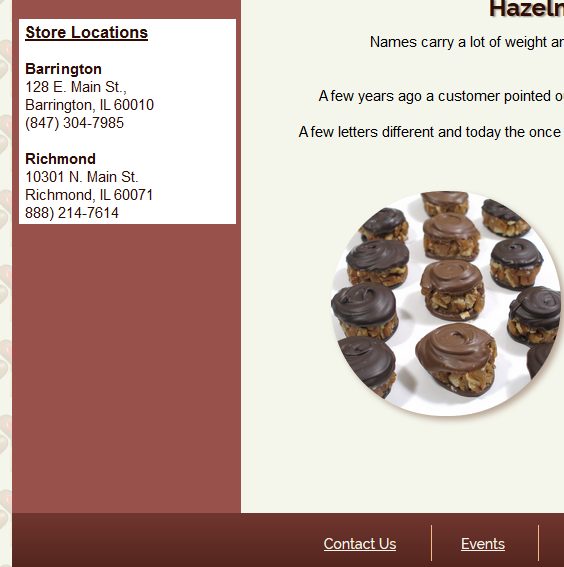 Store Locations
Barrington
128 E. Main St.,
Barrington, IL 60010
(847) 304-7985
Richmond
10301 N. Main St.
Richmond, IL 60071
888) 214-7614
Names carry a lot of weight
A few years ago a customer pointed
A few letters different and today the once
Contact Us
Events